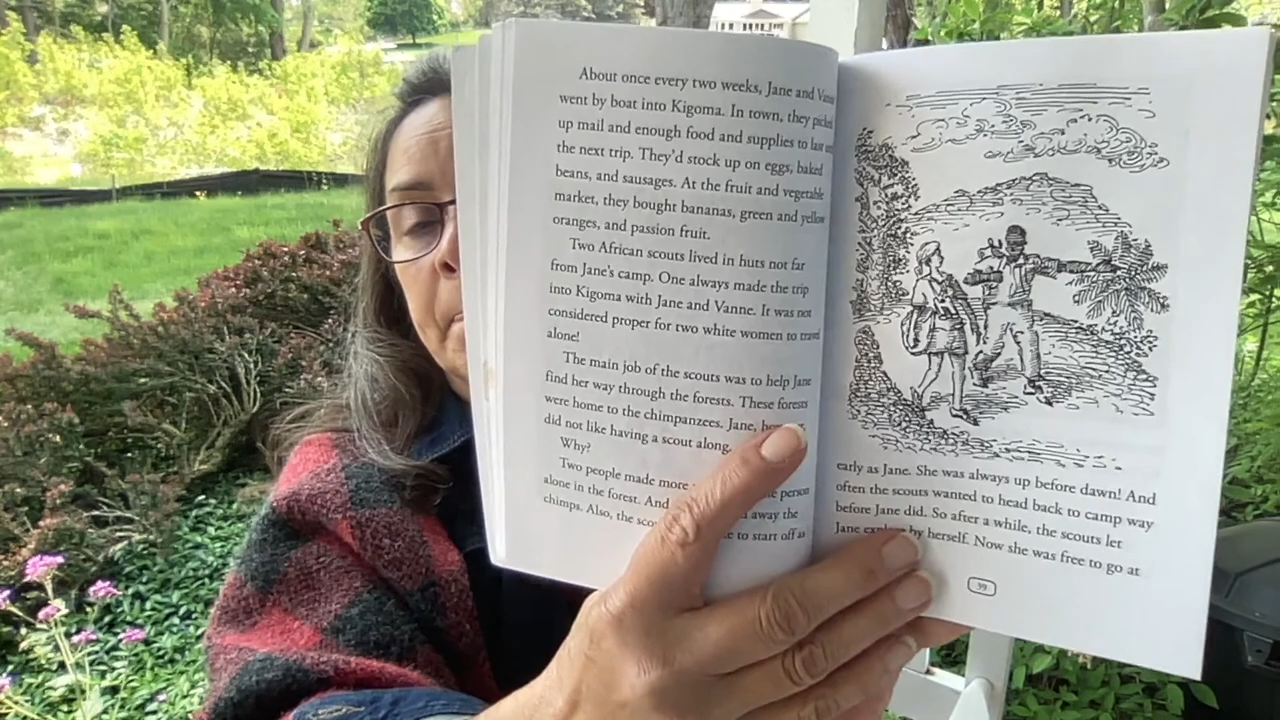 About once every two weeks, Jane and Vanne
went by boat into Kigoma. In town, they picked
up mail and enough food and supplies to last
the next trip. They'd stock up on eggs, baked
beans, and sausages. At the fruit and vegetable
market, they bought bananas, green and yellow
oranges, and passion fruit.
Two African scouts lived in huts not far
from Jane's camp. One always made the trip
into Kigoma with Jane and Vanne. It was not
considered proper for two white women to travel
alone!
The main job of the scouts was to help Jane
find her way through the forests. These forests
were home to the chimpanzees. Jane,
did not like having a scout along.
Why?
Two people made more person
alone in the forest. And away the
chimps. Also, the to start off as
early as Jane. She was always up before dawn! And
often the scouts wanted to head back to camp way
before Jane did. So after a while, the scouts let
Jane explore by herself. Now she was free to go at
39